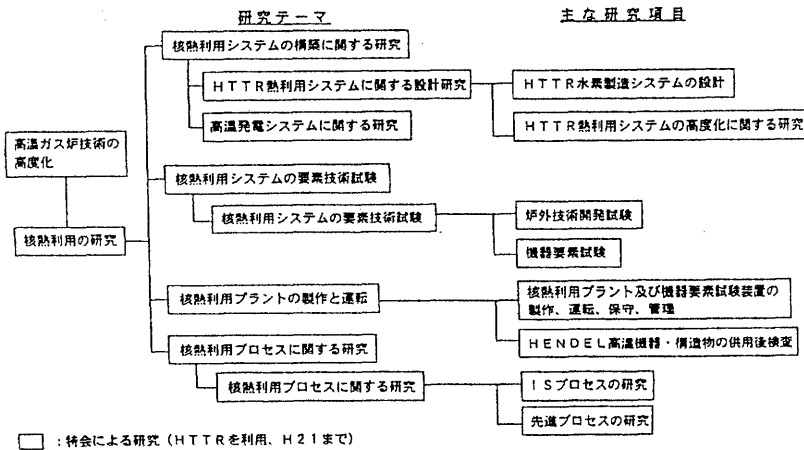 研究テーマ
主な研究項目
核熱利用システムの構築に関する研究
HTTR熱利用システムに関する設計研究
HTTR水素製造システムの設計
高温発電システムに関する研究
HTTR熱利用システムの高度化に関する研究
高温ガス炉技術の
高度化
核熱利用システムの要素技術試験
核熱利用システムの要素技術試験
炉外技術開発試験
核熱利用の研究
機器要素試験
核熱利用プラントの製作と運転
核熱利用プラント及び機器要素試験装置の
製作、運転、保守、管理
HENDEL高温機器・構造物の供用後検査
核熱利用プロセスに関する研究
核熱利用プロセスに関する研究
ISプロセスの研究
先進プロセスの研究
：特会による研究（HTTRを利用、H21まで）